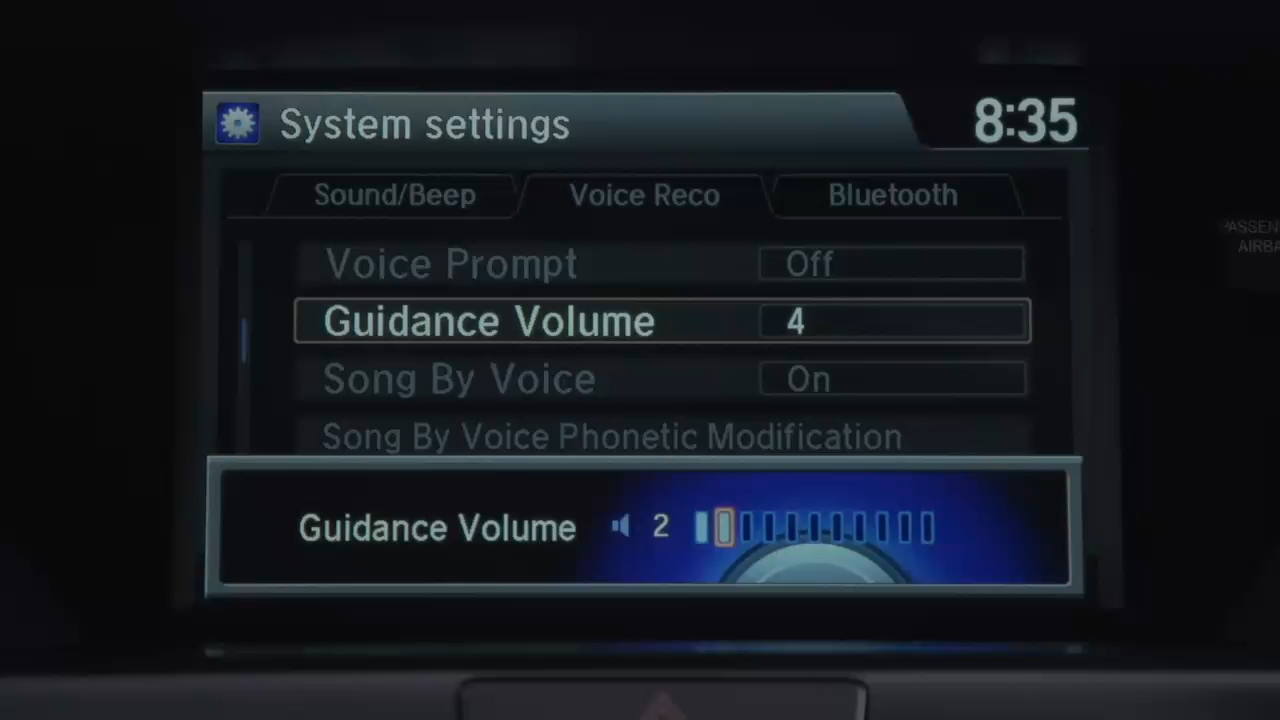 System settings
8:35
Sound/Beep
Voice Reco
Bluetooth
Voice Prompt Off
Guidance Volume 4
Song By Voice On
Song By Voice Phonetic Modification
Guidance Volume 2